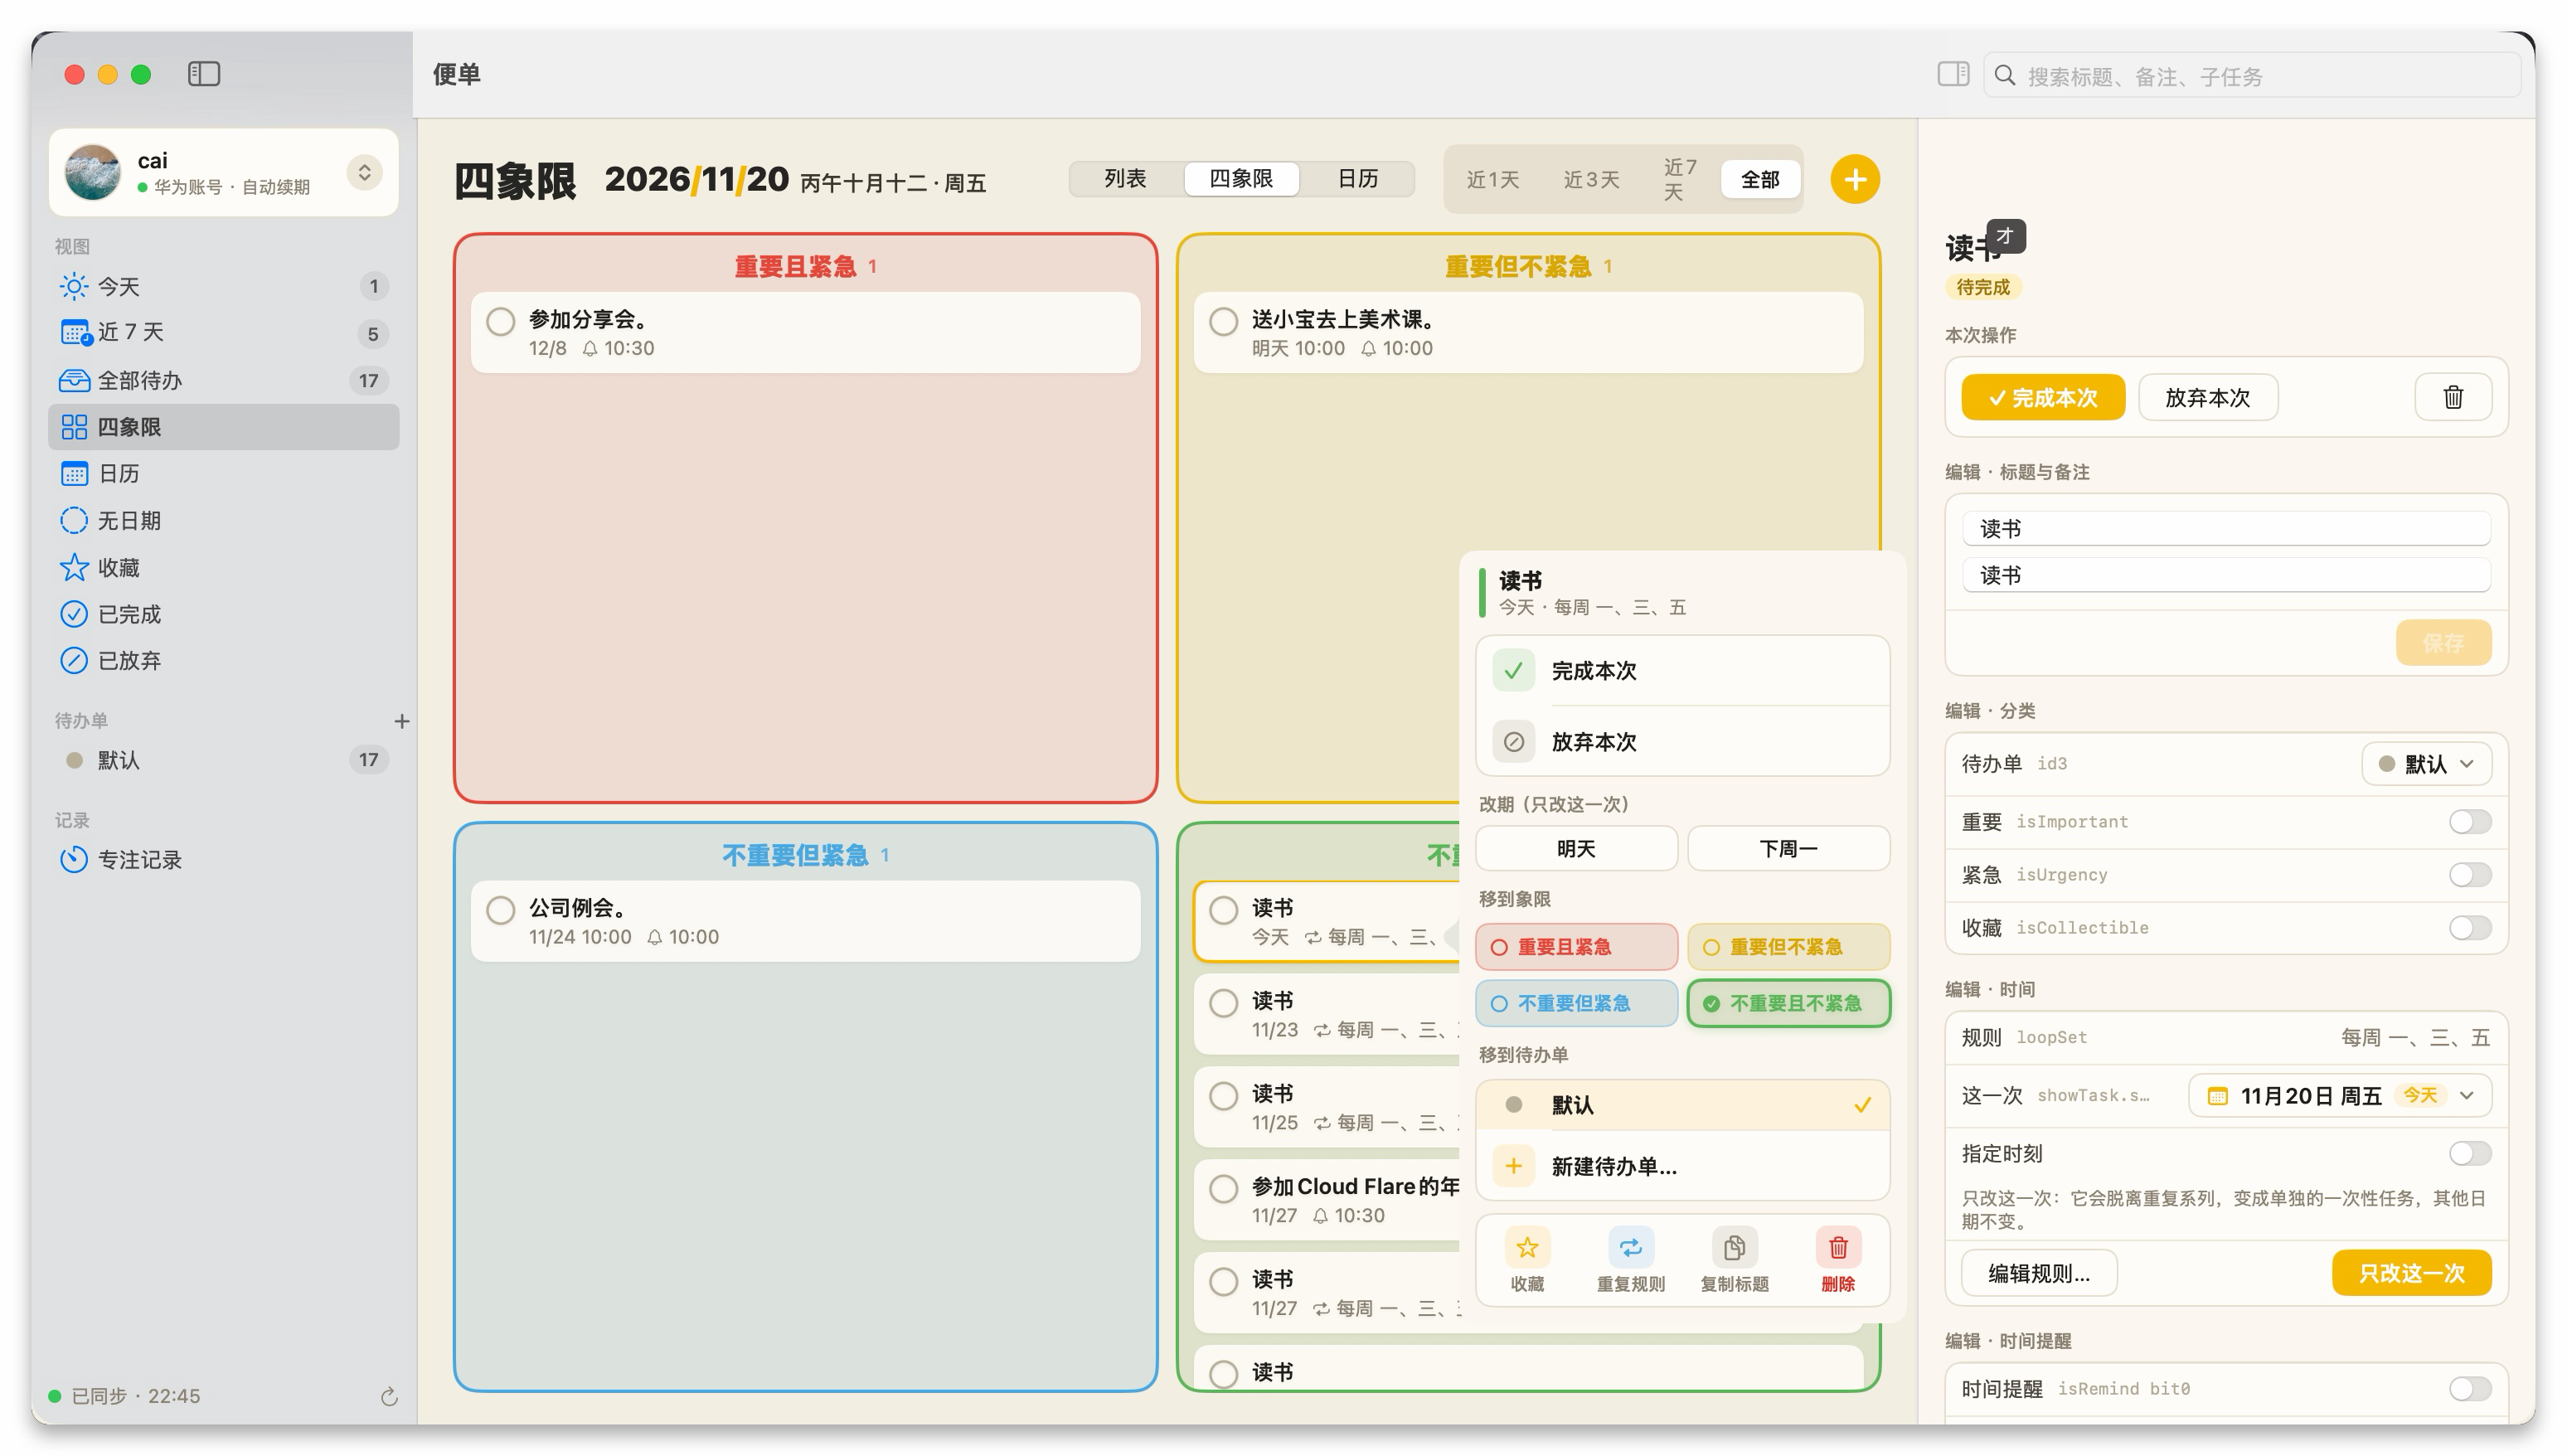 便单
搜索标题、备注、子任务
cai
华为账号 · 自动续期
视图
今天 1
近 7 天 5
全部待办 17
四象限
日历
无日期
收藏
已完成
已放弃
待办单 +
默认 17
记录
专注记录
已同步 · 22:45
四象限 2026/11/20 丙午十月十二 · 周五
列表 四象限 日历
近1天 近3天 近7天 全部
重要且紧急 1
参加分享会。
12/8 10:30
重要但不紧急 1
送小宝去上美术课。
明天 10:00 10:00
不重要但紧急 1
公司例会。
11/24 10:00 10:00
不
读书
今天 每周 一、三、
读书
11/23 每周 一、三、
读书
11/25 每周 一、三、
参加 Cloud Flare 的年
11/27 10:30
读书
11/27 每周 一、三、
读书
读书
今天 · 每周 一、三、五
完成本次
放弃本次
改期（只改这一次）
明天 下周一
移到象限
重要且紧急 重要但不紧急
不重要但紧急 不重要且不紧急
移到待办单
默认
新建待办单...
收藏 重复规则 复制标题 删除
读书
才
待完成
本次操作
完成本次 放弃本次
编辑 · 标题与备注
读书
读书
保存
编辑 · 分类
待办单 id3 默认
重要 isImportant
紧急 isUrgency
收藏 isCollectible
编辑 · 时间
规则 loopSet 每周 一、三、五
这一次 showTask.s... 11月20日 周五 今天
指定时刻
只改这一次：它会脱离重复系列，变成单独的一次性任务，其他日
期不变。
编辑规则... 只改这一次
编辑 · 时间提醒
时间提醒 isRemind bit0